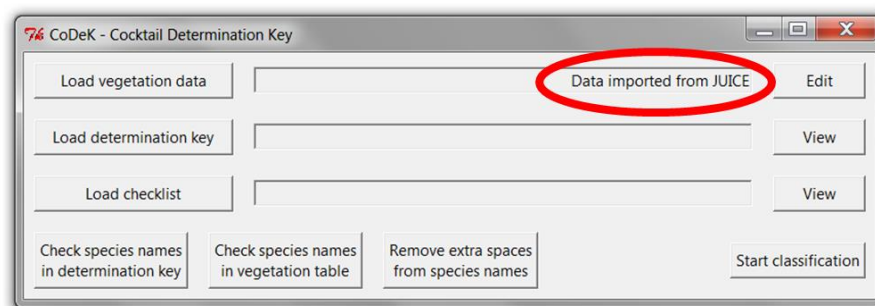 CoDeK - Cocktail Determination Key
Load vegetation data
Data imported from JUICE
Edit
Load determination key
View
Load checklist
View
Check species names
in determination key
Check species names
in vegetation table
Remove extra spaces
from species names
Start classification